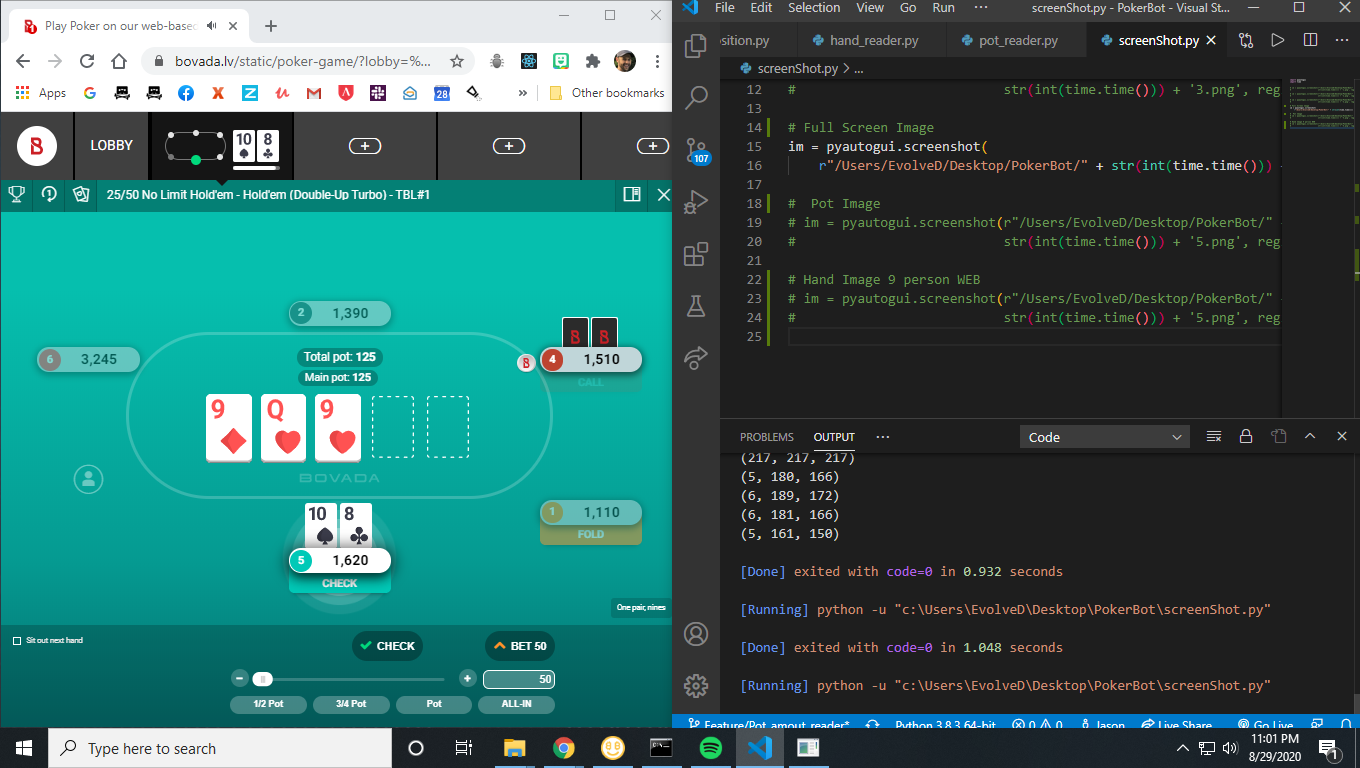 Play Poker on our web-basec
bovada.lv/static/poker-game/?lobby=%...
Apps
Other bookmarks
LOBBY
10 8
25/50 No Limit Hold'em - Hold'em (Double-Up Turbo) - TBL#1
2 1,390
6 3,245
Total pot: 125
Main pot: 125
4 1,510
CALL
9 Q 9
BOVADA
10 8
5 1,620
CHECK
1 1,110
FOLD
One pair, nines
Sit out next hand
CHECK
BET 50
50
1/2 Pot
3/4 Pot
Pot
ALL-IN
File Edit Selection View Go Run ··· screenShot.py - PokerBot - Visual St...
osition.py hand_reader.py pot_reader.py screenShot.py
screenShot.py > ...
12 # str(int(time.time())) + '3.png', reg
13
14 # Full Screen Image
15 im = pyautogui.screenshot(
16 r"/Users/EvolveD/Desktop/PokerBot/" + str(int(time.time()))
17
18 # Pot Image
19 # im = pyautogui.screenshot(r"/Users/EvolveD/Desktop/PokerBot/"
20 # str(int(time.time())) + '5.png', reg
21
22 # Hand Image 9 person WEB
23 # im = pyautogui.screenshot(r"/Users/EvolveD/Desktop/PokerBot/"
24 # str(int(time.time())) + '5.png', reg
25
107
PROBLEMS OUTPUT ··· Code
(217, 217, 217)
(5, 180, 166)
(6, 189, 172)
(6, 181, 166)
(5, 161, 150)
[Done] exited with code=0 in 0.932 seconds
[Running] python -u "c:\Users\EvolveD\Desktop\PokerBot\screenShot.py"
[Done] exited with code=0 in 1.048 seconds
[Running] python -u "c:\Users\EvolveD\Desktop\PokerBot\screenShot.py"
Feature/Pot_amout_reader* Python 3.8.3 64-bit 0 0 Jason Live Share Go Live
Type here to search
11:01 PM
8/29/2020
1